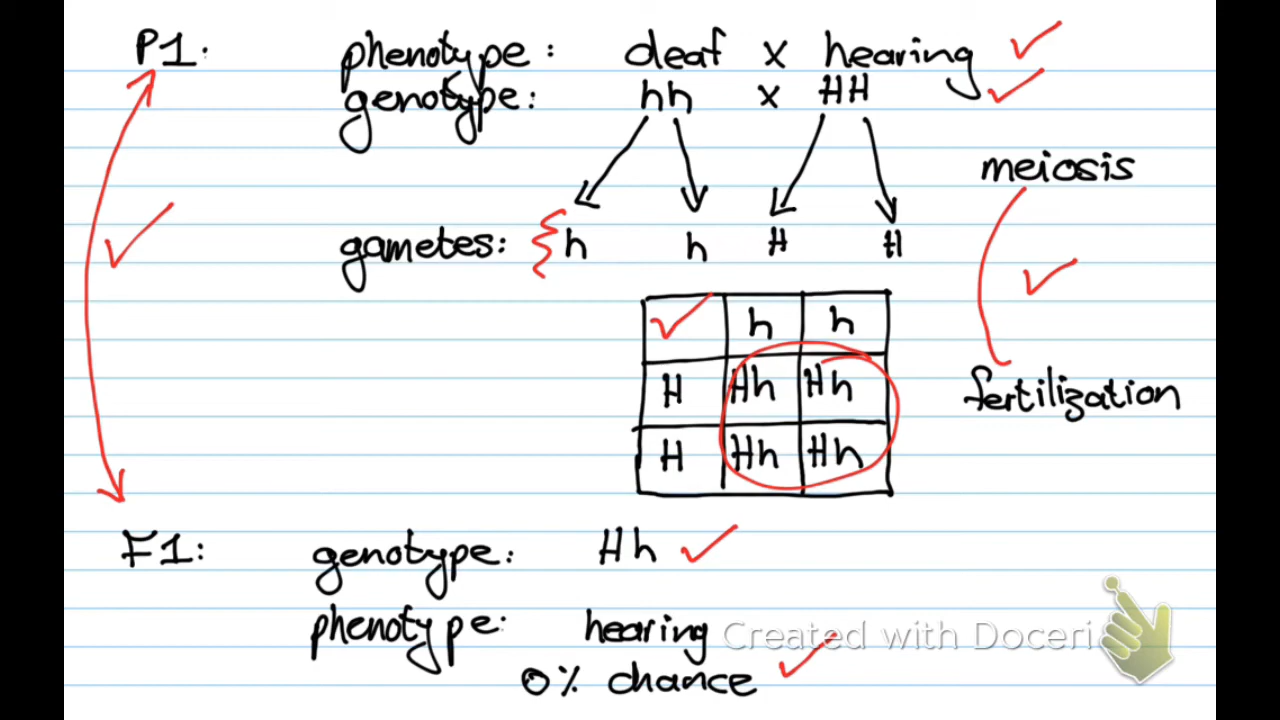 P1: phenotype: deaf x hearing
genotype: hh x HH
meiosis
gametes: h h H H
h h
H Hh Hh
fertilization
H Hh Hh
F1: genotype: Hh
phenotype: hearing
Created with Doceri
0% chance